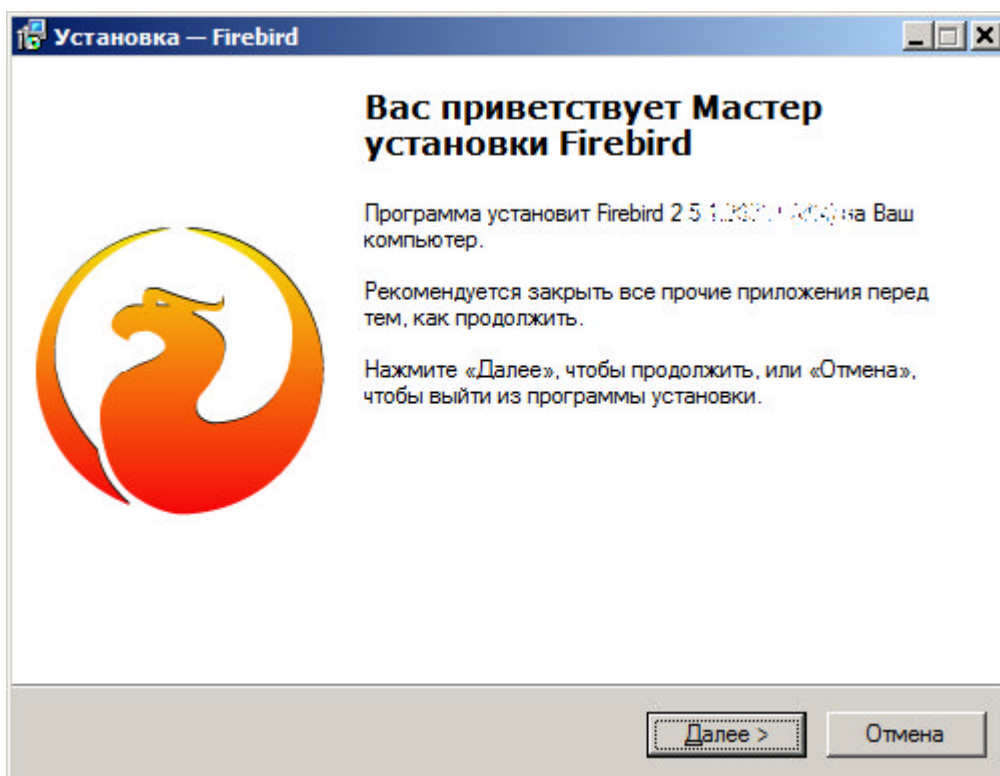 Установка — Firebird
Вас приветствует Мастер
установки Firebird
Программа установит Firebird 2 на Ваш
компьютер.
Рекомендуется закрыть все прочие приложения перед
тем, как продолжить.
Нажмите «Далее», чтобы продолжить, или «Отмена»,
чтобы выйти из программы установки.
Далее >
Отмена